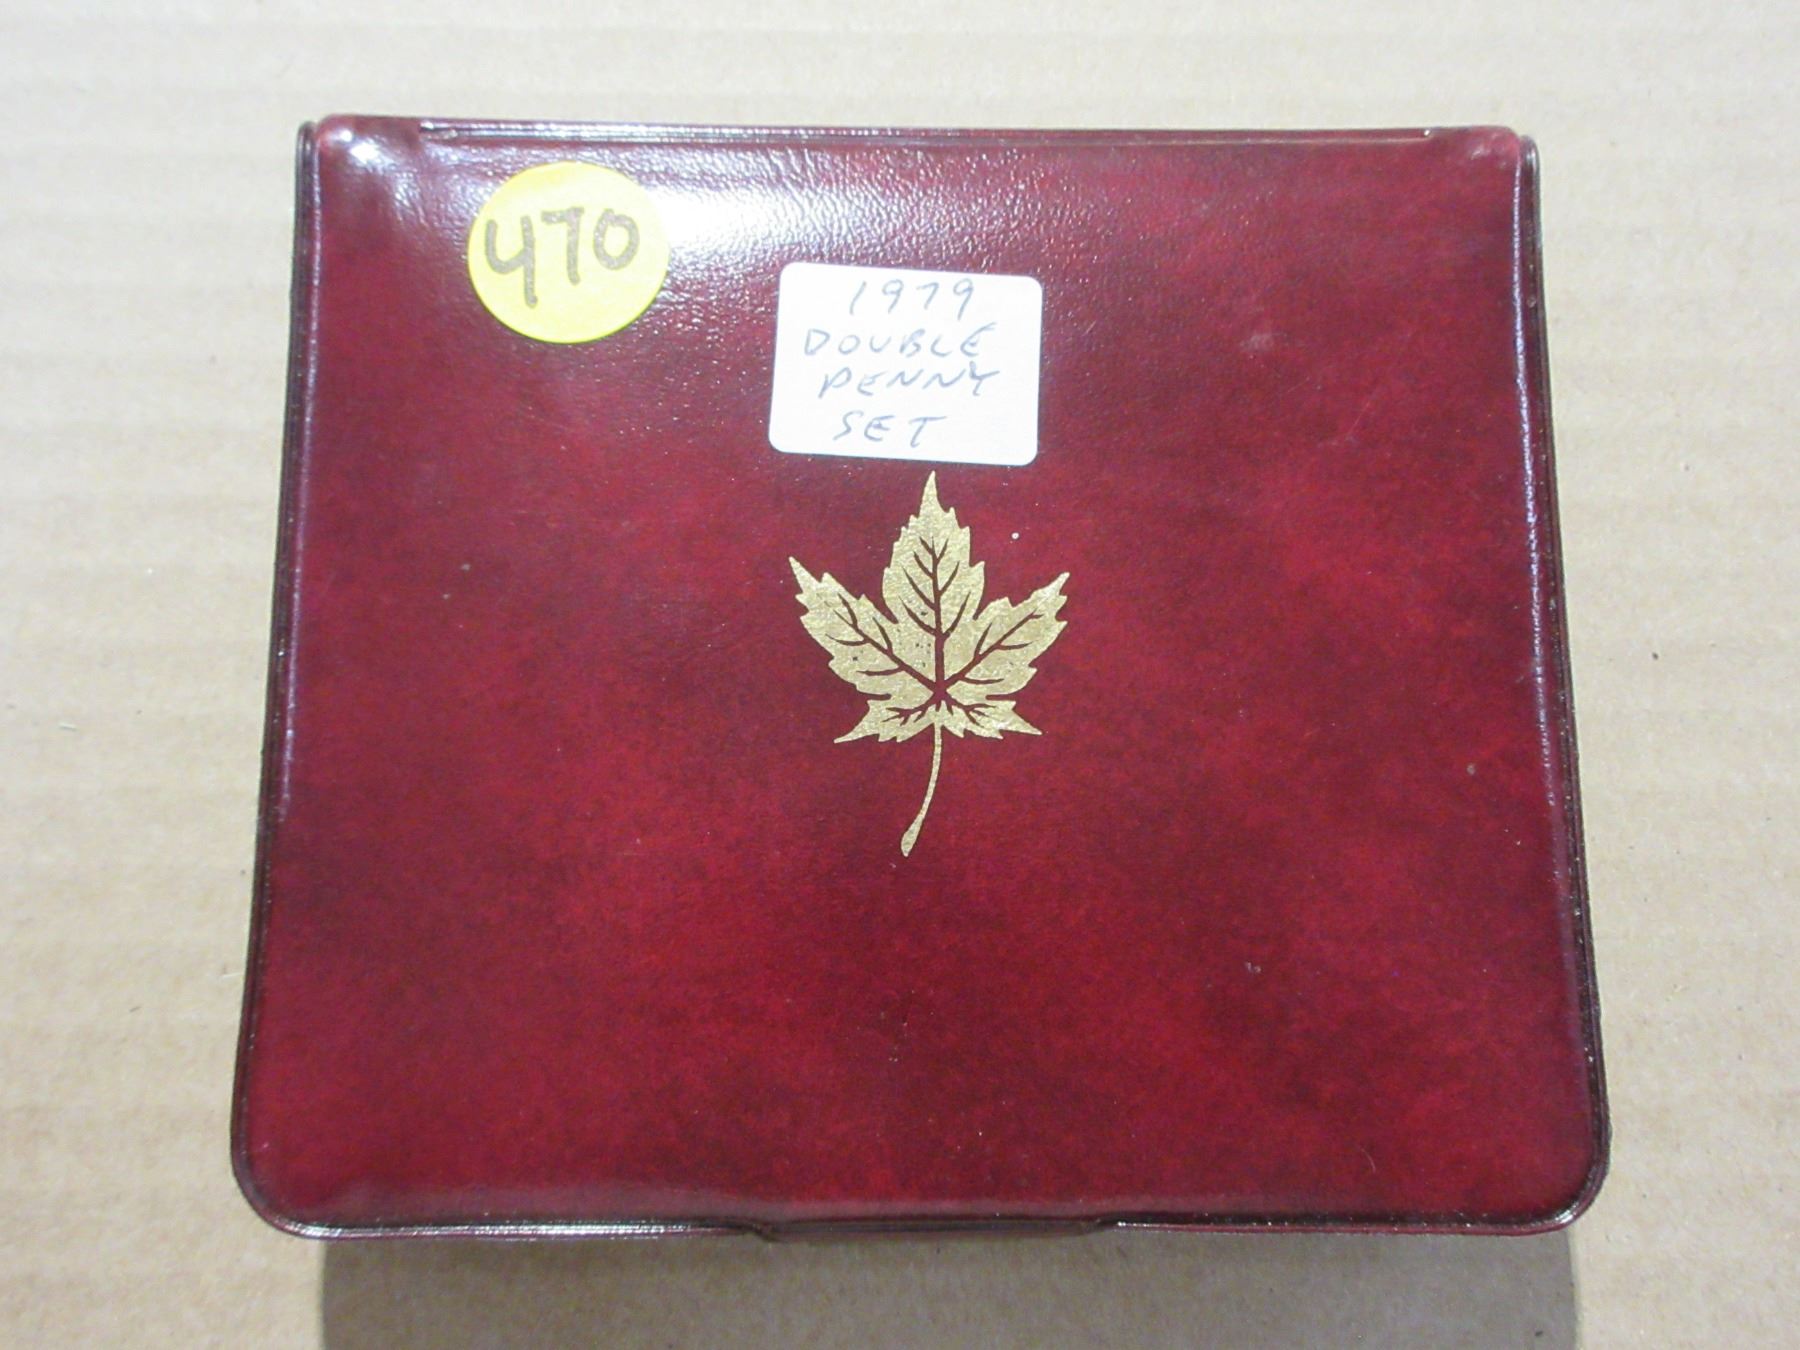 470
1979
DOUBLE
PENNY
SET